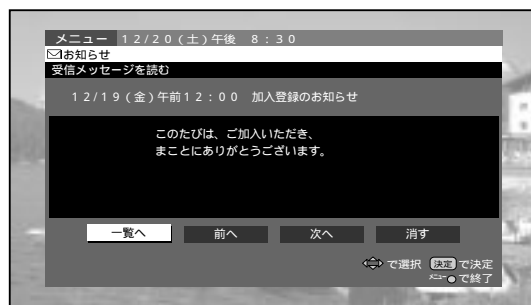 メニュー 12/20(土)午後 8:30
お知らせ
受信メッセージを読む
12/19(金)午前12:00 加入登録のお知らせ
このたびは、ご加入いただき、
まことにありがとうございます。
一覧へ 前へ 次へ 消す
で選択 決定 で決定
メニュー で終了